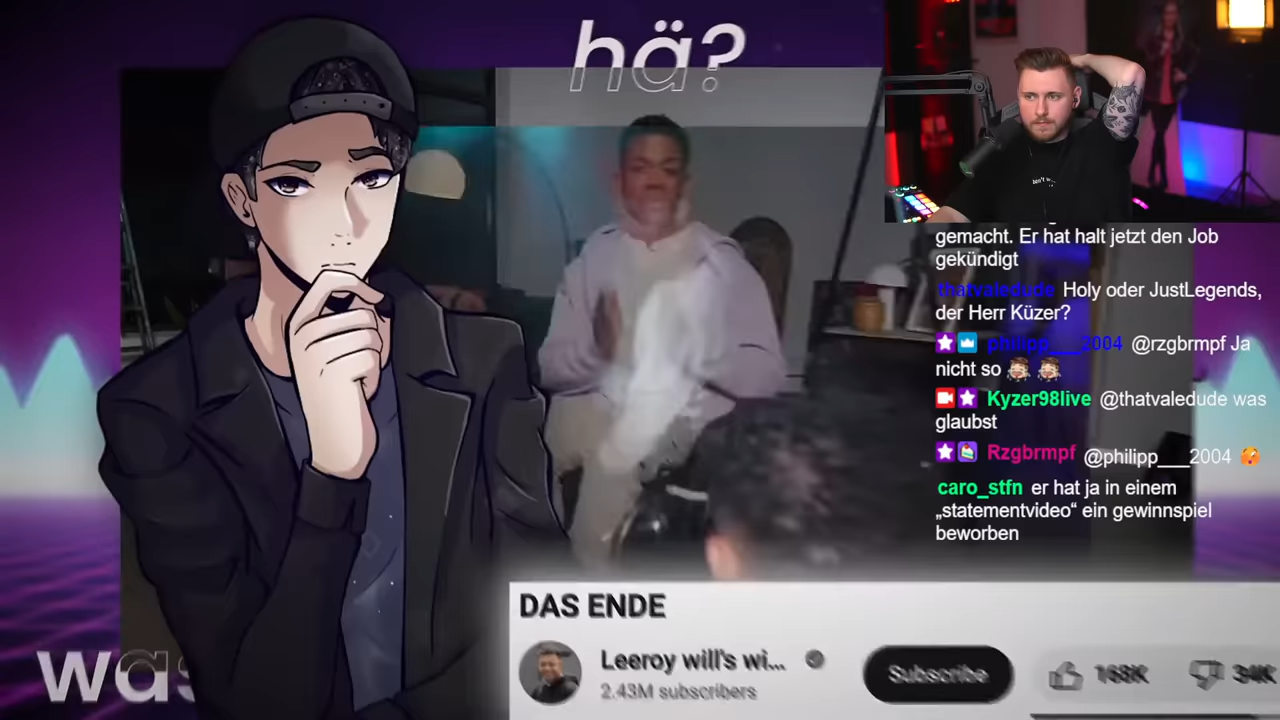 hä?
gemacht. Er hat halt jetzt den Job
gekündigt
thatvaledude Holy oder JustLegends,
der Herr Küzer?
philipp___2004 @rzgbrmpf Ja
nicht so
Kyzer98live @thatvaledude was
glaubst
Rzgbrmpf @philipp___2004
caro_stfn er hat ja in einem
„statementvideo“ ein gewinnspiel
beworben
DAS ENDE
Leeroy will's wi...
2.43M subscribers
Subscribe
168K
34K
was